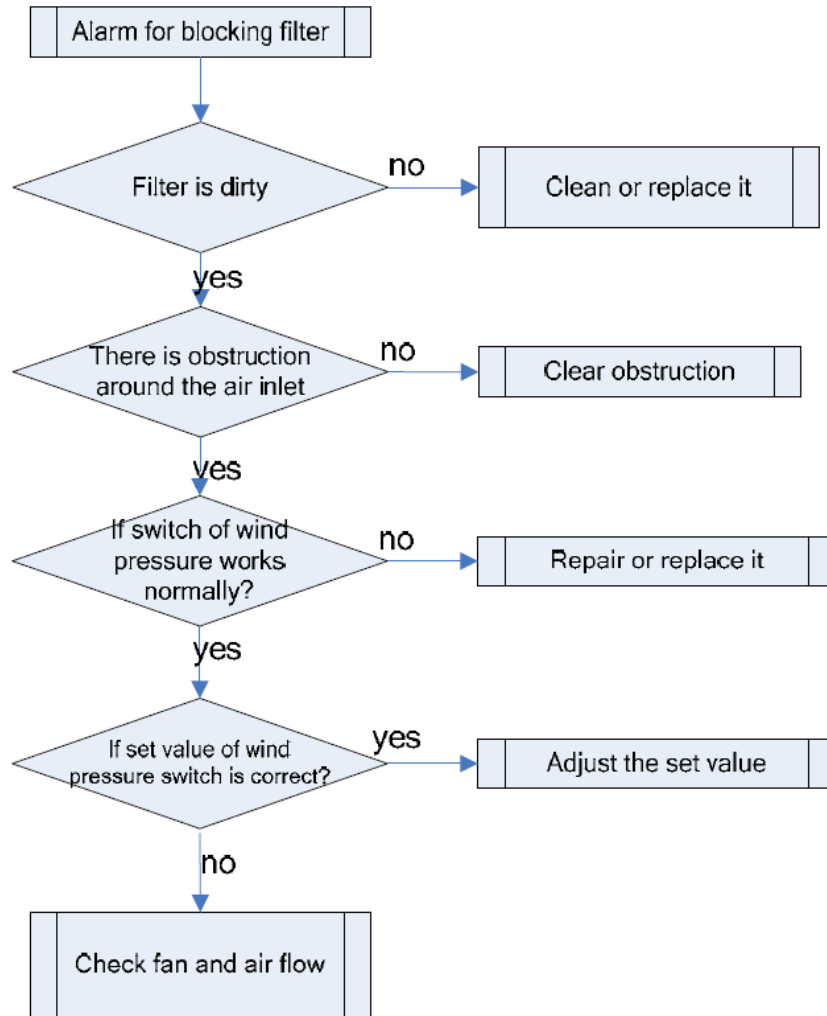 Alarm for blocking filter
Filter is dirty
no
Clean or replace it
yes
There is obstruction
around the air inlet
no
Clear obstruction
yes
If switch of wind
pressure works
normally?
no
Repair or replace it
yes
If set value of wind
pressure switch is correct?
yes
Adjust the set value
no
Check fan and air flow